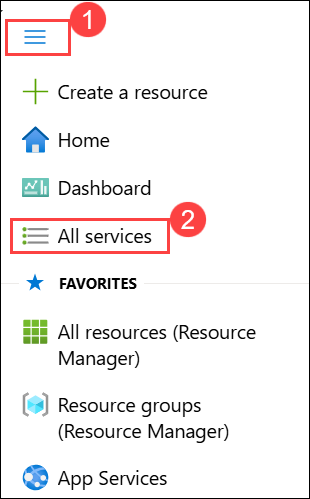 1
Create a resource
Home
Dashboard
2
All services
FAVORITES
All resources (Resource
Manager)
Resource groups
(Resource Manager)
App Services